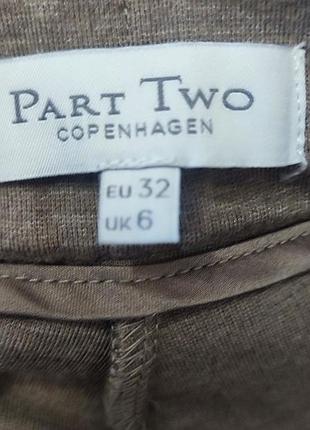 PART TWO
COPENHAGEN
EU 32
UK 6